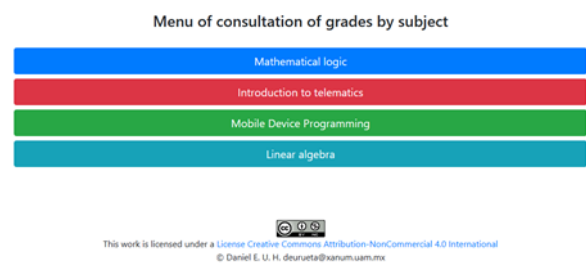 Menu of consultation of grades by subject
Mathematical logic
Introduction to telematics
Mobile Device Programming
Linear algebra
This work is licensed under a License Creative Commons Attribution-NonCommercial 4.0 International
© Daniel E. U. H. deurueta@xanum.uam.mx